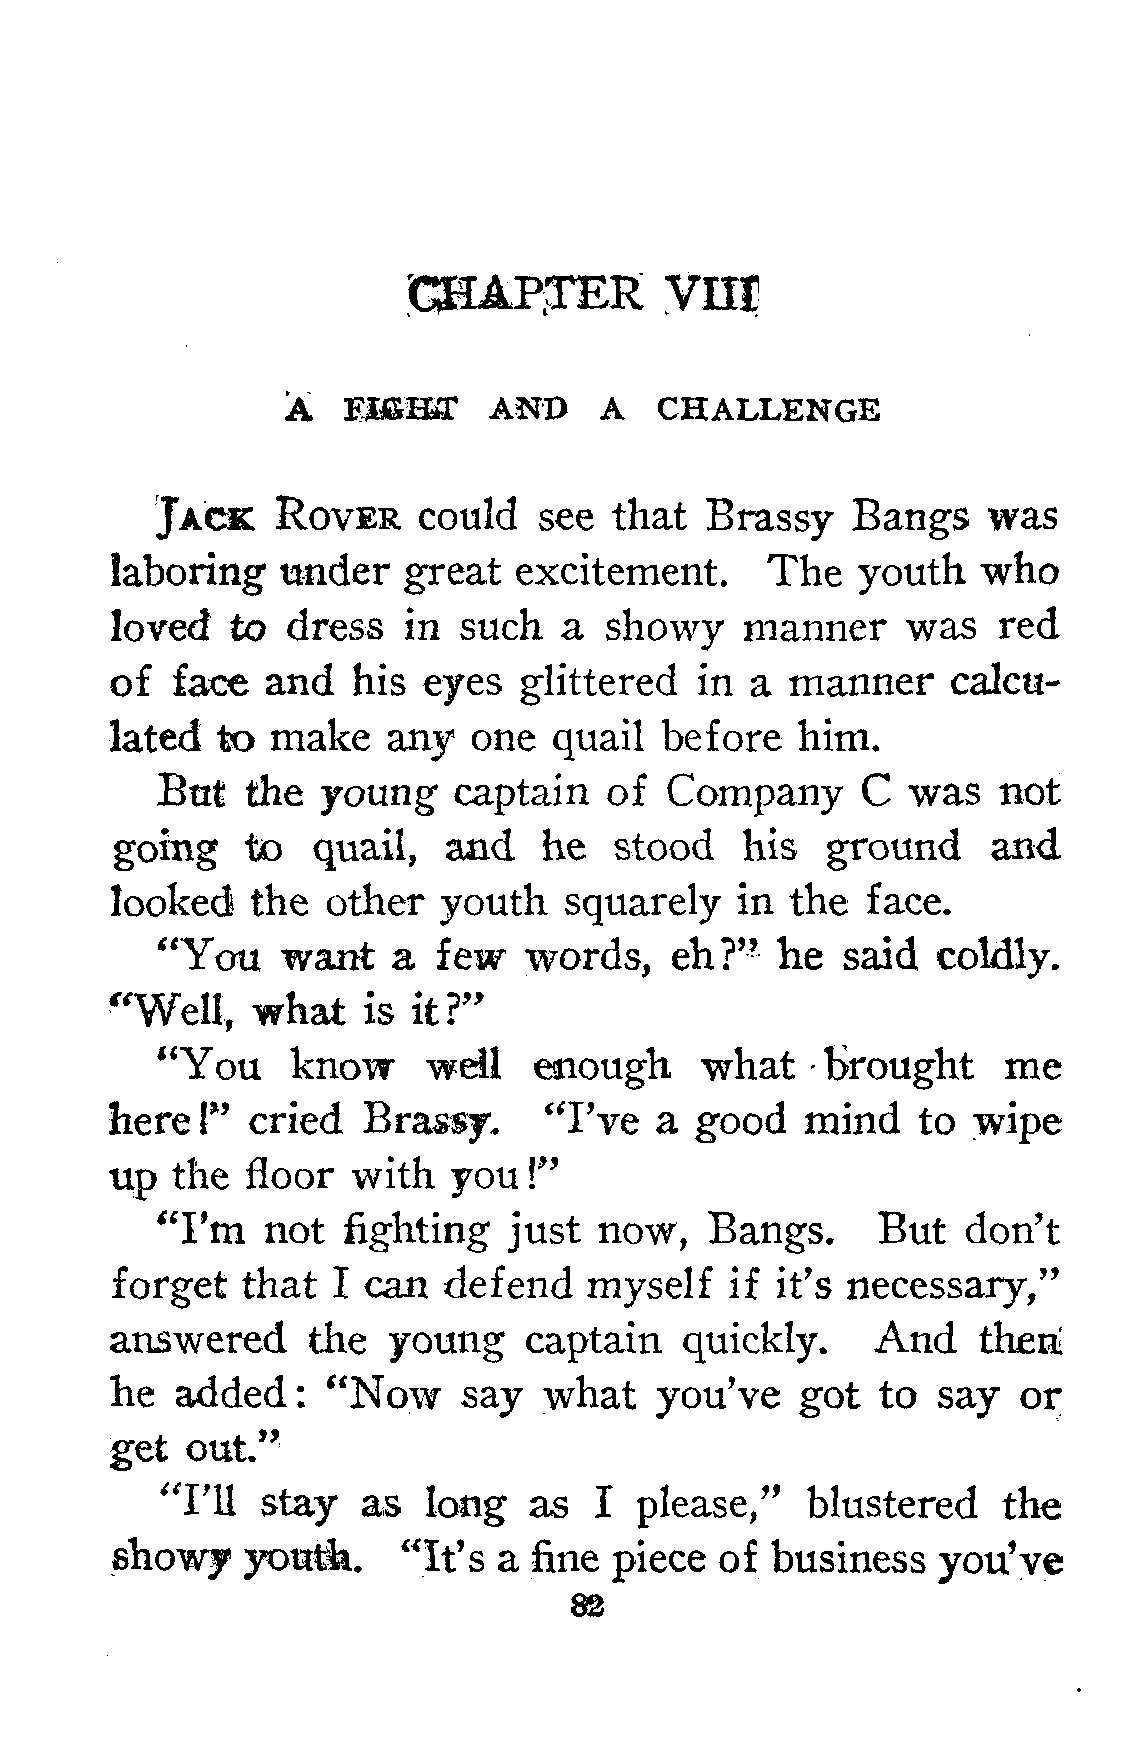 CHAPTER VIII
A FIGHT AND A CHALLENGE
JACK ROVER could see that Brassy Bangs was
laboring under great excitement. The youth who
loved to dress in such a showy manner was red
of face and his eyes glittered in a manner calcu-
lated to make any one quail before him.
But the young captain of Company C was not
going to quail, and he stood his ground and
looked the other youth squarely in the face.
"You want a few words, eh?" he said coldly.
"Well, what is it?"
"You know well enough what brought me
here!" cried Brassy. "I've a good mind to wipe
up the floor with you!"
"I'm not fighting just now, Bangs. But don't
forget that I can defend myself if it's necessary,"
answered the young captain quickly. And then
he added: "Now say what you've got to say or
get out."
"I'll stay as long as I please," blustered the
showy youth. "It's a fine piece of business you've
82